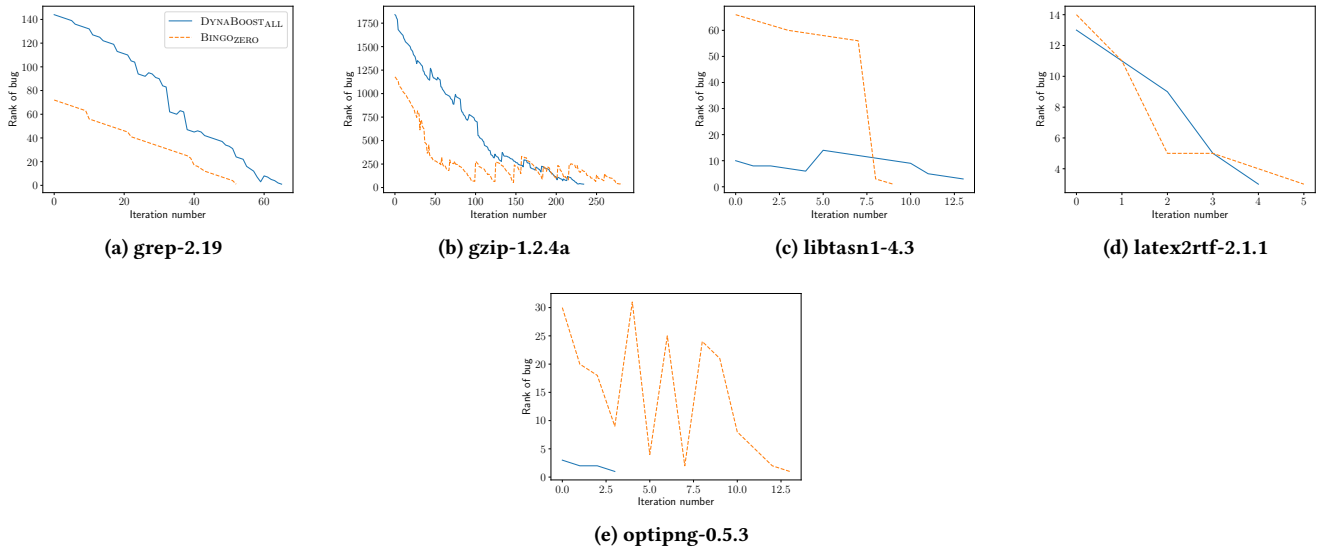 140
120
100
80
60
40
20
0
Rank of bug
DynaBoostALL
BingoZERO
0 20 40 60
Iteration number
(a) grep-2.19
1750
1500
1250
1000
750
500
250
0
Rank of bug
0 50 100 150 200 250
Iteration number
(b) gzip-1.2.4a
60
50
40
30
20
10
0
Rank of bug
0.0 2.5 5.0 7.5 10.0 12.5
Iteration number
(c) libtasn1-4.3
14
12
10
8
6
4
Rank of bug
0 1 2 3 4 5
Iteration number
(d) latex2rtf-2.1.1
30
25
20
15
10
5
0
Rank of bug
0.0 2.5 5.0 7.5 10.0 12.5
Iteration number
(e) optipng-0.5.3